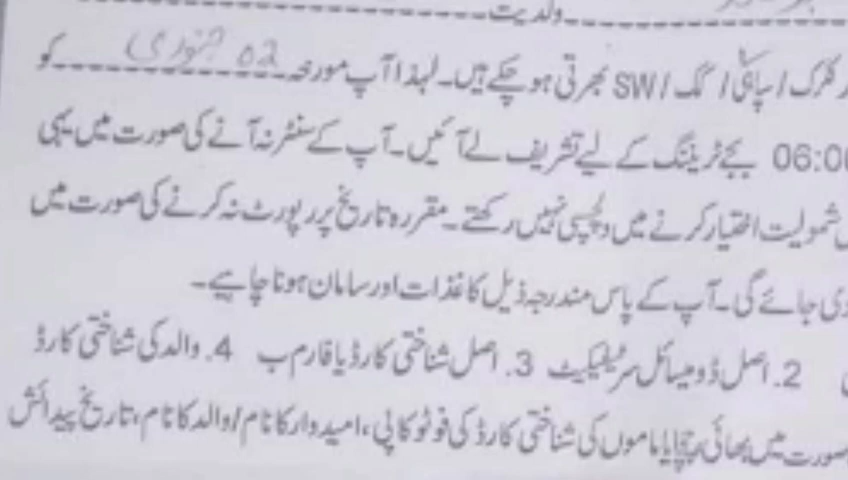 ولدیت
کلرک / سپاہی / کک / SW بھرتی ہو چکے ہیں۔ لہذا آپ مورخہ 02 جنوری کو
06:00 بجے ٹریننگ کے لیے تشریف لے آئیں۔ آپ کے سنٹر نہ آنے کی صورت میں یہی
شمولیت اختیار کرنے میں دلچسپی نہیں رکھتے۔ مقررہ تاریخ پر رپورٹ نہ کرنے کی صورت میں
دی جائے گی۔ آپ کے پاس مندرجہ ذیل کاغذات اور سامان ہونا چاہیے۔
2. اصل ڈومیسائل سرٹیفکیٹ 3. اصل شناختی کارڈ یا فارم ب 4. والد کی شناختی کارڈ
صورت میں بھائی، چچا یا ماموں کی شناختی کارڈ کی فوٹو کاپی، امیدوار کا نام/والد کا نام، تاریخ پیدائش